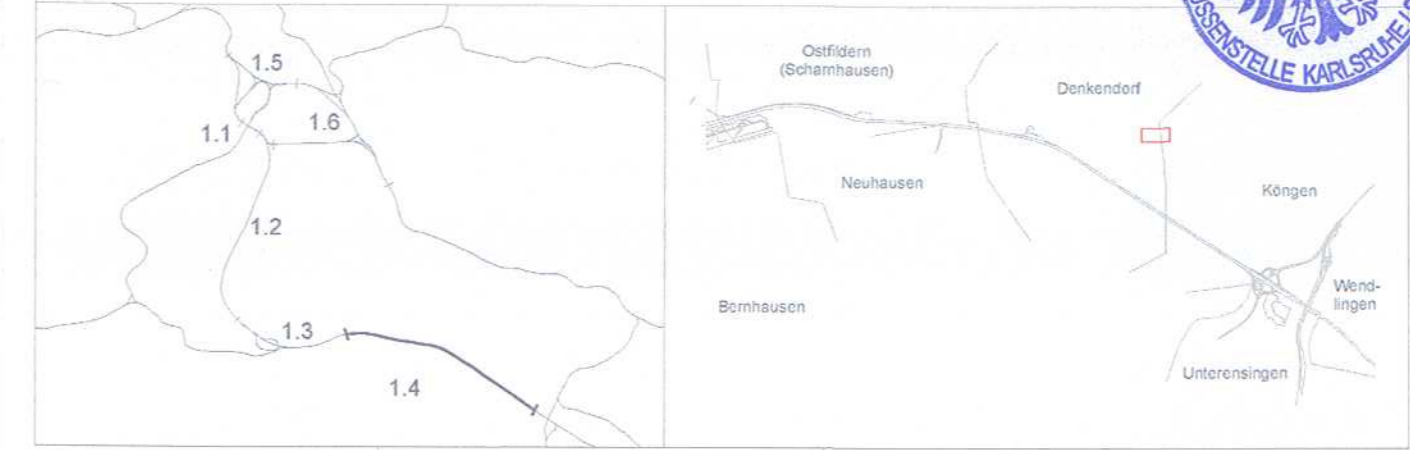 1.5
1.6
1.1
1.2
1.3
1.4
Ostfildern
(Scharnhausen)
Denkendorf
Neuhausen
Köngen
Bernhausen
Wend-
lingen
Unterensingen
SSENSTELLE KARLSRUHE